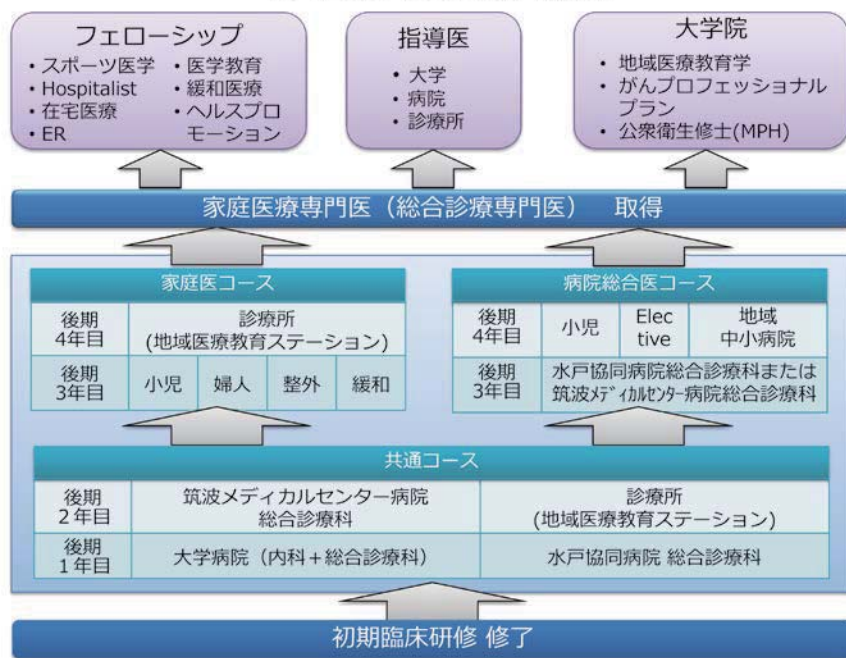 フェローシップ
・スポーツ医学
・Hospitalist
・在宅医療
・ER
・医学教育
・緩和医療
・ヘルスプロ
モーション
指導医
・大学
・病院
・診療所
大学院
・地域医療教育学
・がんプロフェッショナル
プラン
・公衆衛生修士(MPH)
家庭医療専門医（総合診療専門医）　取得
家庭医コース
後期
4年目
診療所
(地域医療教育ステーション)
後期
3年目
小児
婦人
整外
緩和
病院総合医コース
後期
4年目
小児
Elec
tive
地域
中小病院
後期
3年目
水戸協同病院総合診療科または
筑波ﾒﾃﾞｨｶﾙｾﾝﾀｰ病院総合診療科
共通コース
後期
２年目
筑波メディカルセンター病院
総合診療科
診療所
(地域医療教育ステーション)
後期
１年目
大学病院（内科＋総合診療科）
水戸協同病院 総合診療科
初期臨床研修 修了